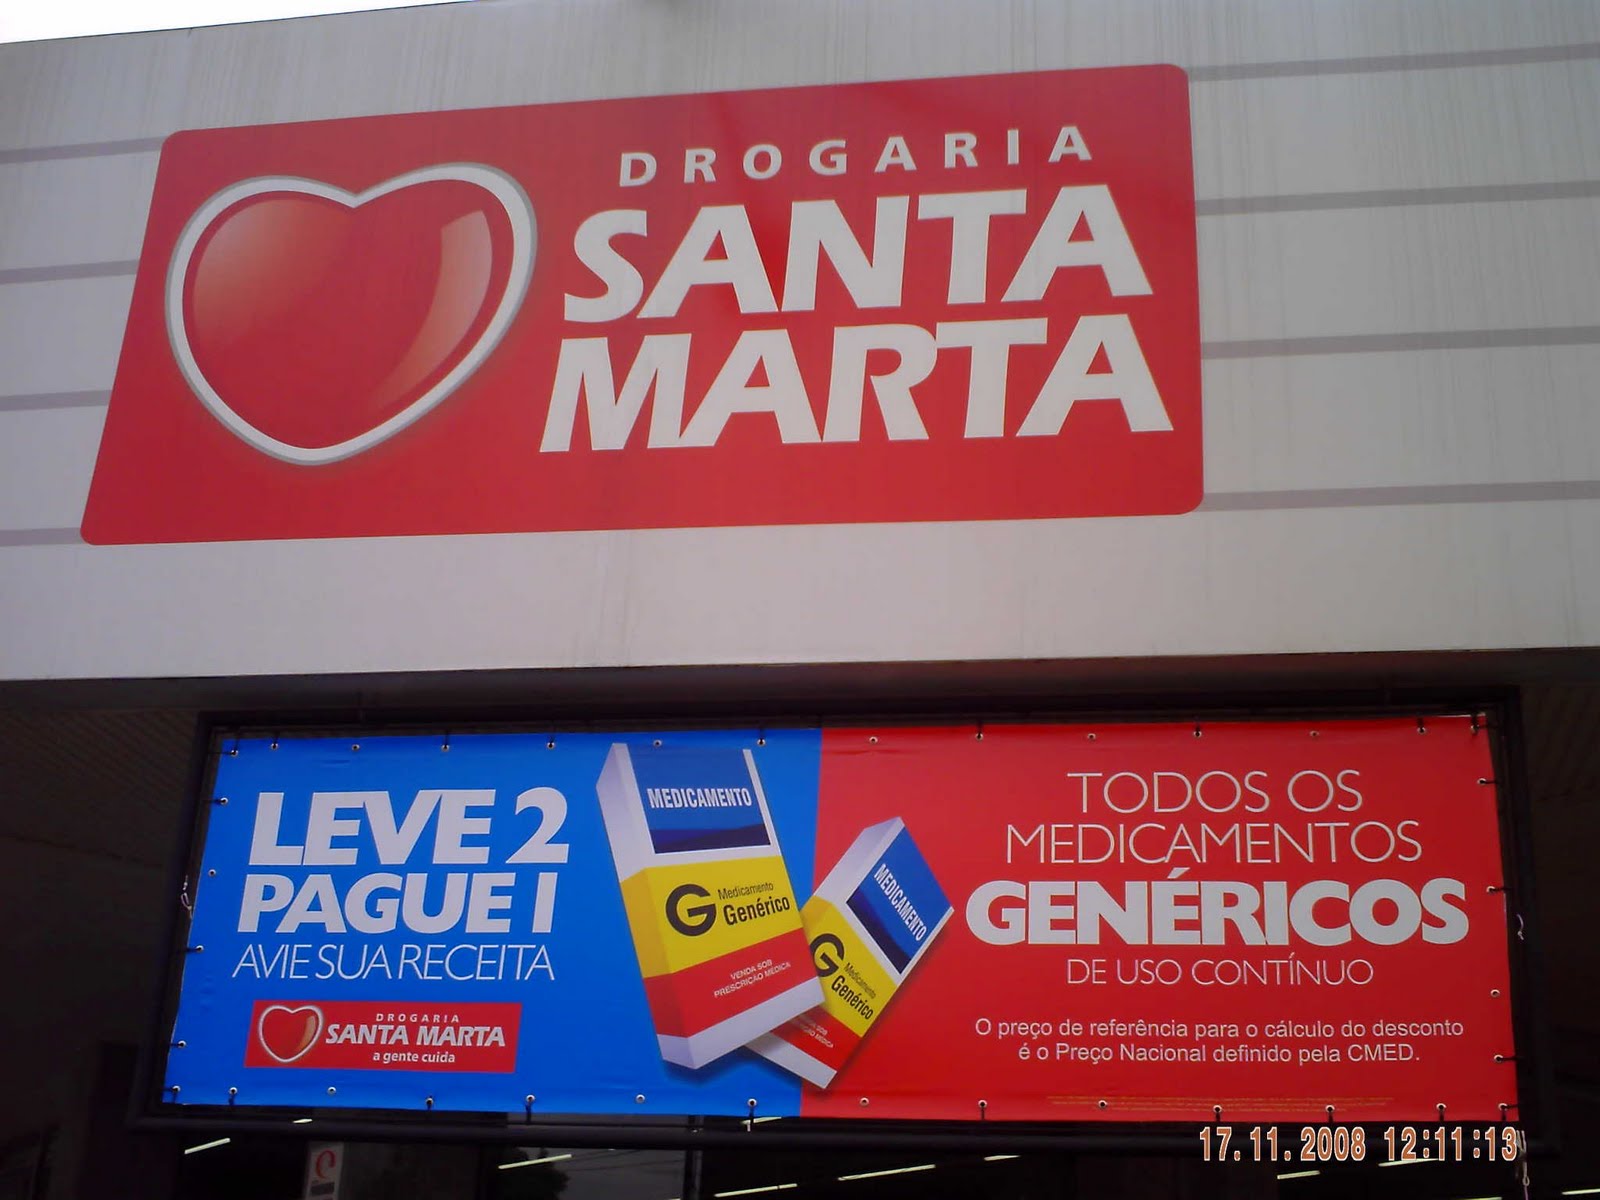 DROGARIA
SANTA
MARTA
LEVE 2
PAGUE 1
AVIE SUA RECEITA
DROGARIA
SANTA MARTA
a gente cuida
MEDICAMENTO
G Medicamento
Genérico
VENDA SOB
PRESCRIÇÃO MÉDICA
MEDICAMENTO
G Medicamento
Genérico
TODOS OS
MEDICAMENTOS
GENÉRICOS
DE USO CONTÍNUO
O preço de referência para o cálculo do desconto
é o Preço Nacional definido pela CMED.
17.11.2008 12:11:13